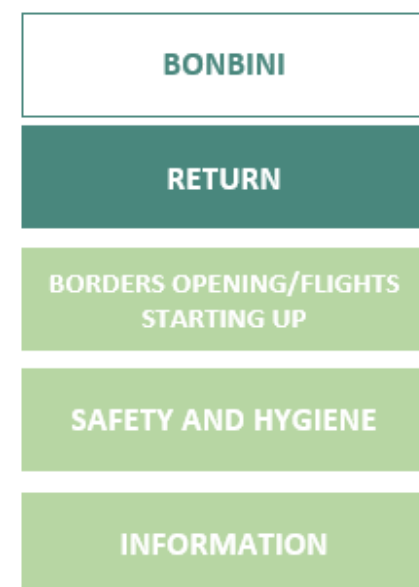 BONBINI
RETURN
BORDERS OPENING/FLIGHTS
STARTING UP
SAFETY AND HYGIENE
INFORMATION